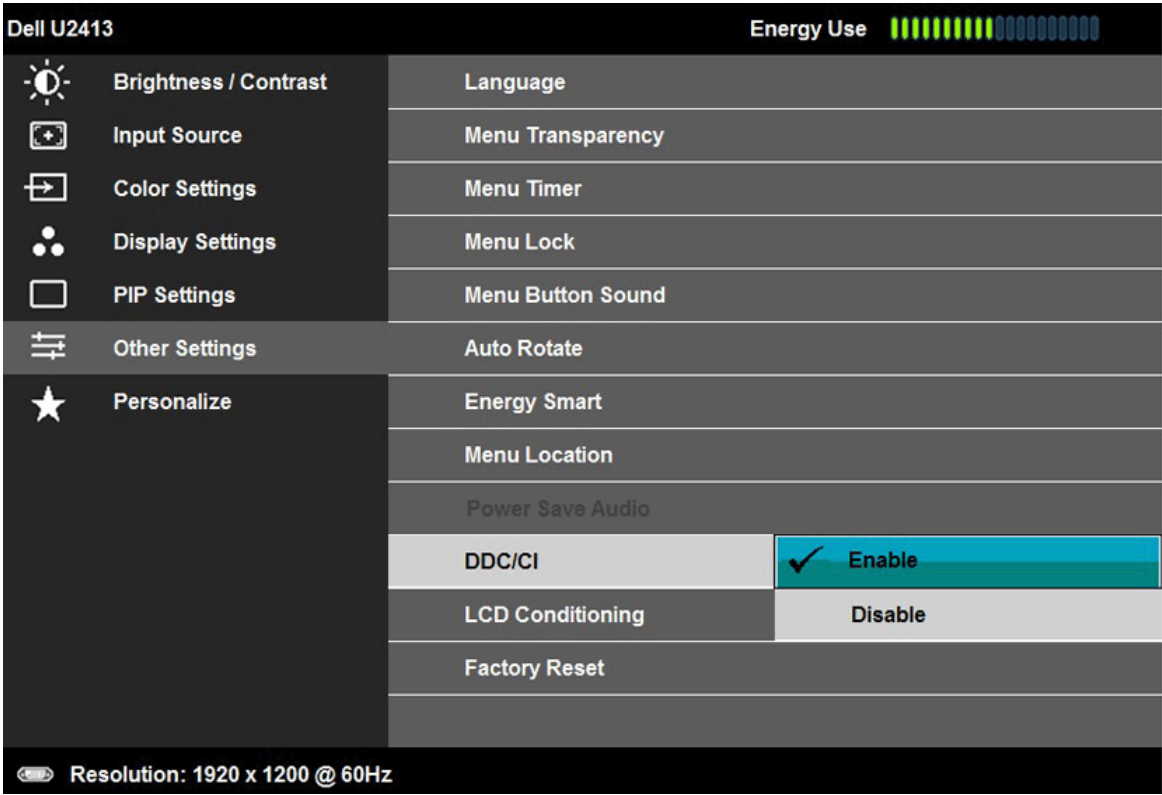 Dell U2413
Energy Use
Brightness / Contrast
Input Source
Color Settings
Display Settings
PIP Settings
Other Settings
Personalize
Language
Menu Transparency
Menu Timer
Menu Lock
Menu Button Sound
Auto Rotate
Energy Smart
Menu Location
Power Save Audio
DDC/CI
Enable
LCD Conditioning
Disable
Factory Reset
Resolution: 1920 x 1200 @ 60Hz